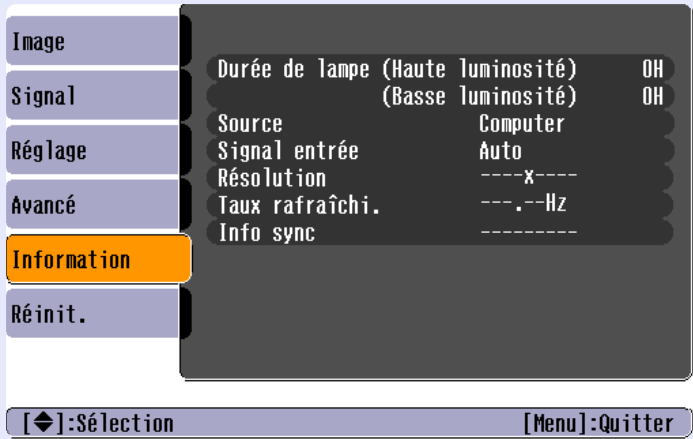 Image
Signal
Réglage
Avancé
Information
Réinit.
Durée de lampe (Haute luminosité) 0H
(Basse luminosité) 0H
Source Computer
Signal entrée Auto
Résolution ----x----
Taux rafraîchi. ---.--Hz
Info sync ---------
[◆]:Sélection [Menu]:Quitter